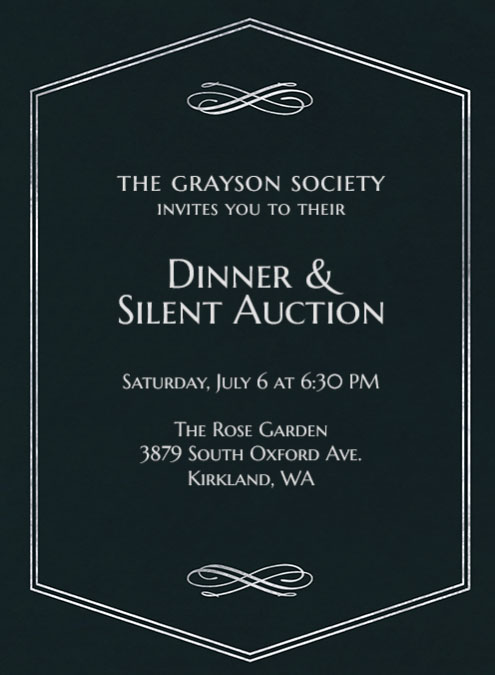 THE GRAYSON SOCIETY
INVITES YOU TO THEIR
DINNER &
SILENT AUCTION
SATURDAY, JULY 6 AT 6:30 PM
THE ROSE GARDEN
3879 SOUTH OXFORD AVE.
KIRKLAND, WA